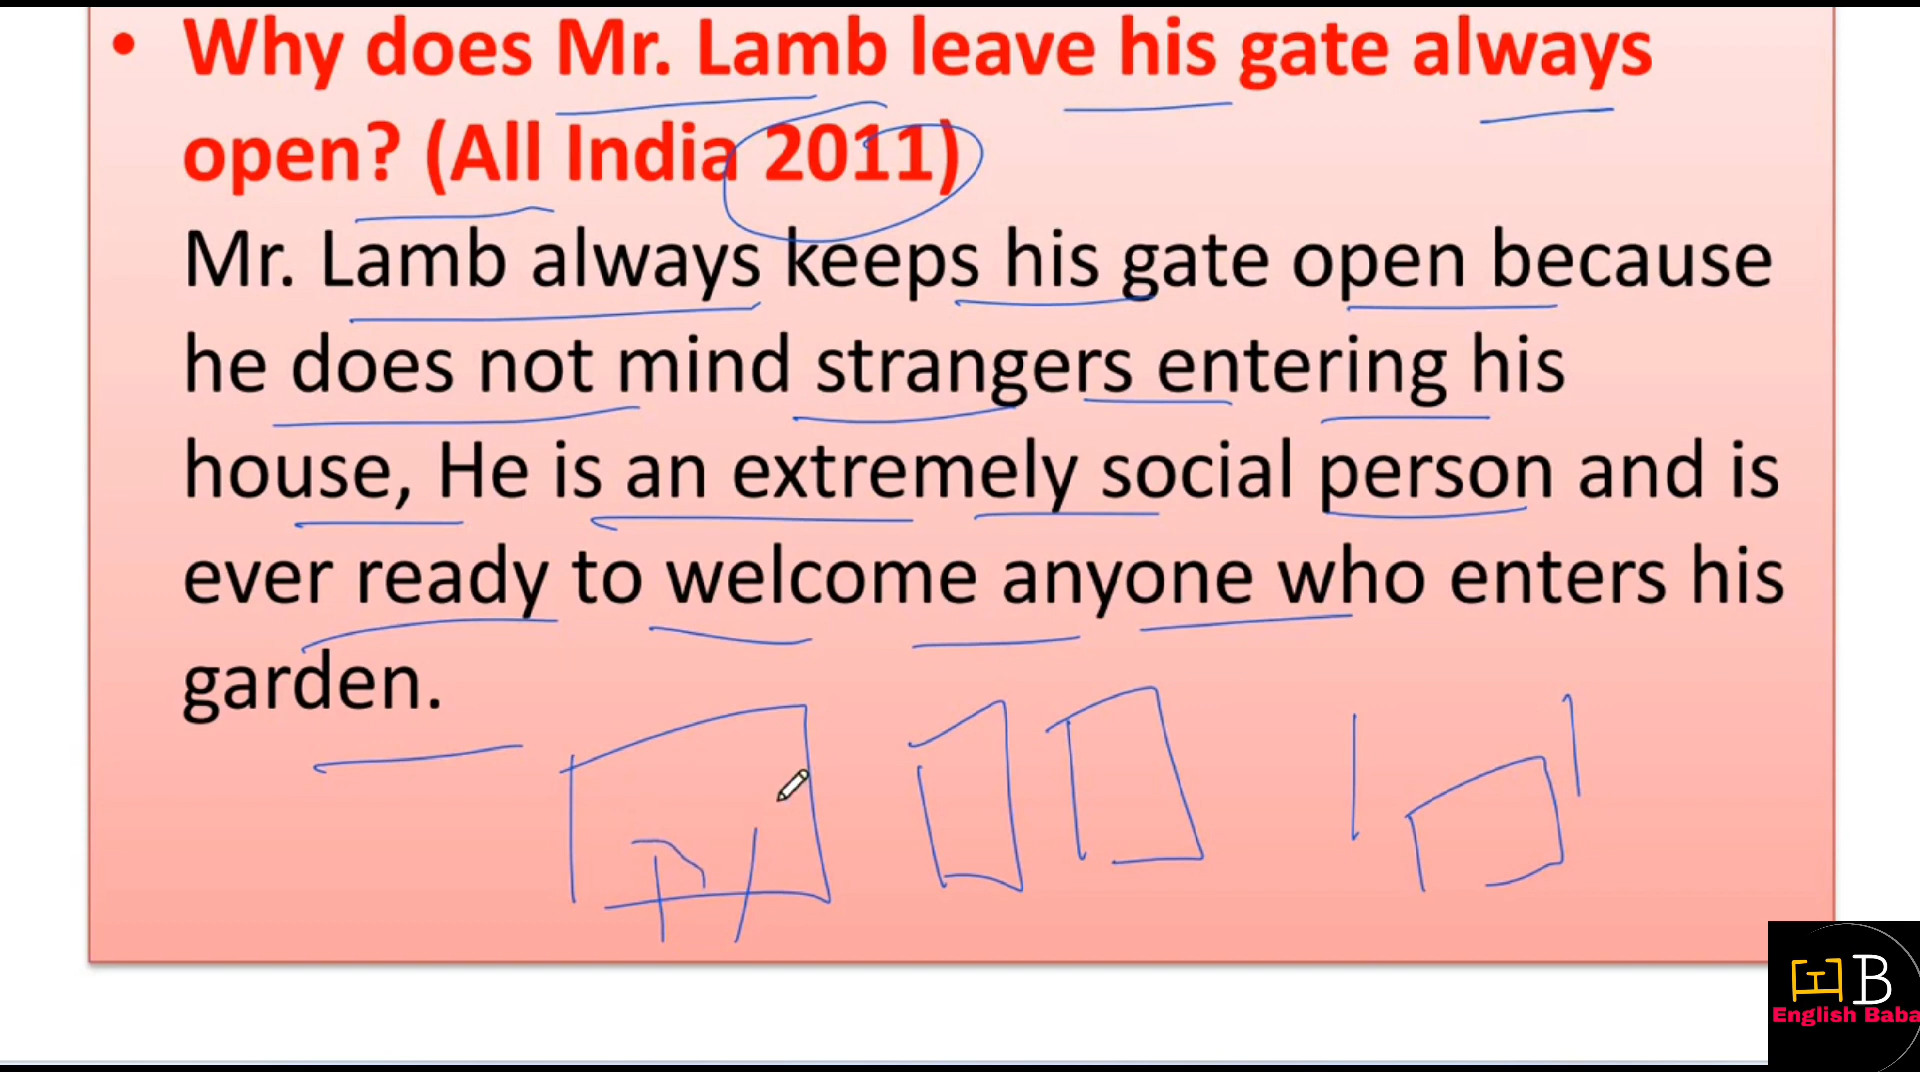 • Why does Mr. Lamb leave his gate always
open? (All India 2011)
Mr. Lamb always keeps his gate open because
he does not mind strangers entering his
house, He is an extremely social person and is
ever ready to welcome anyone who enters his
garden.
English Baba